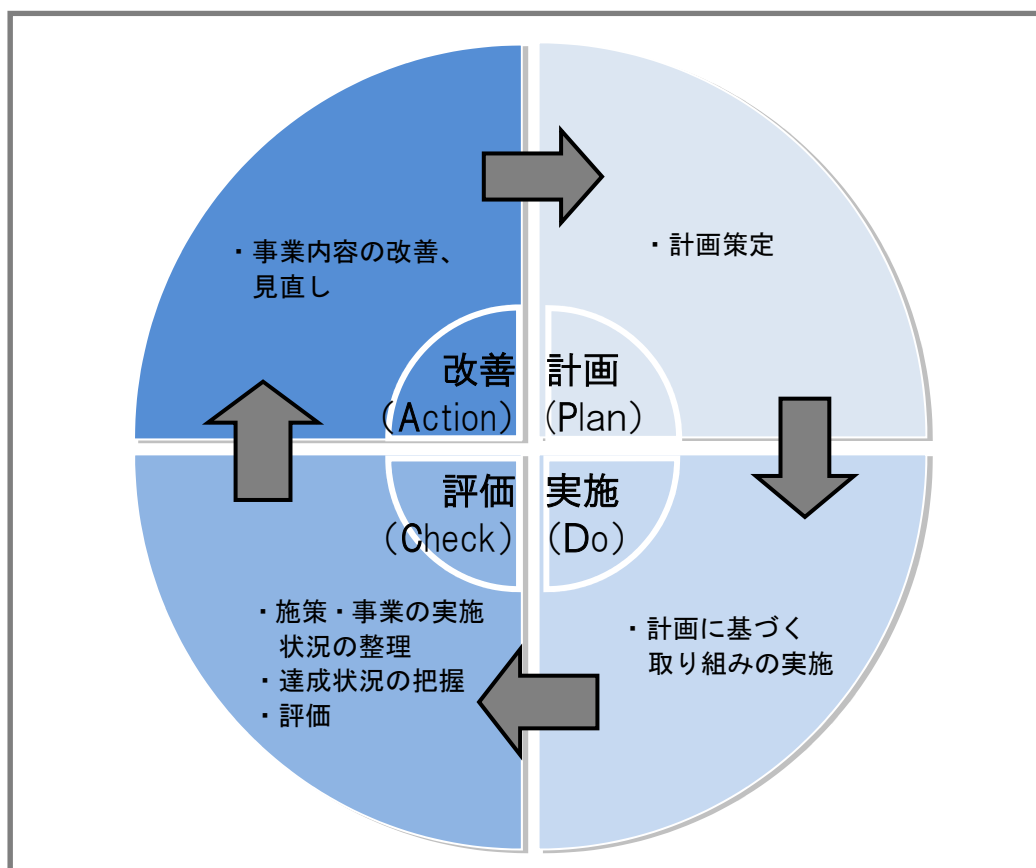 ・事業内容の改善、
見直し
・計画策定
改善
(Action)
計画
(Plan)
評価
(Check)
実施
(Do)
・施策・事業の実施
状況の整理
・達成状況の把握
・評価
・計画に基づく
取り組みの実施